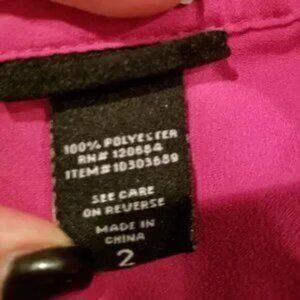 100% POLYESTER
RN# 120684
ITEM# 10303689
SEE CARE
ON REVERSE
MADE IN
CHINA
2